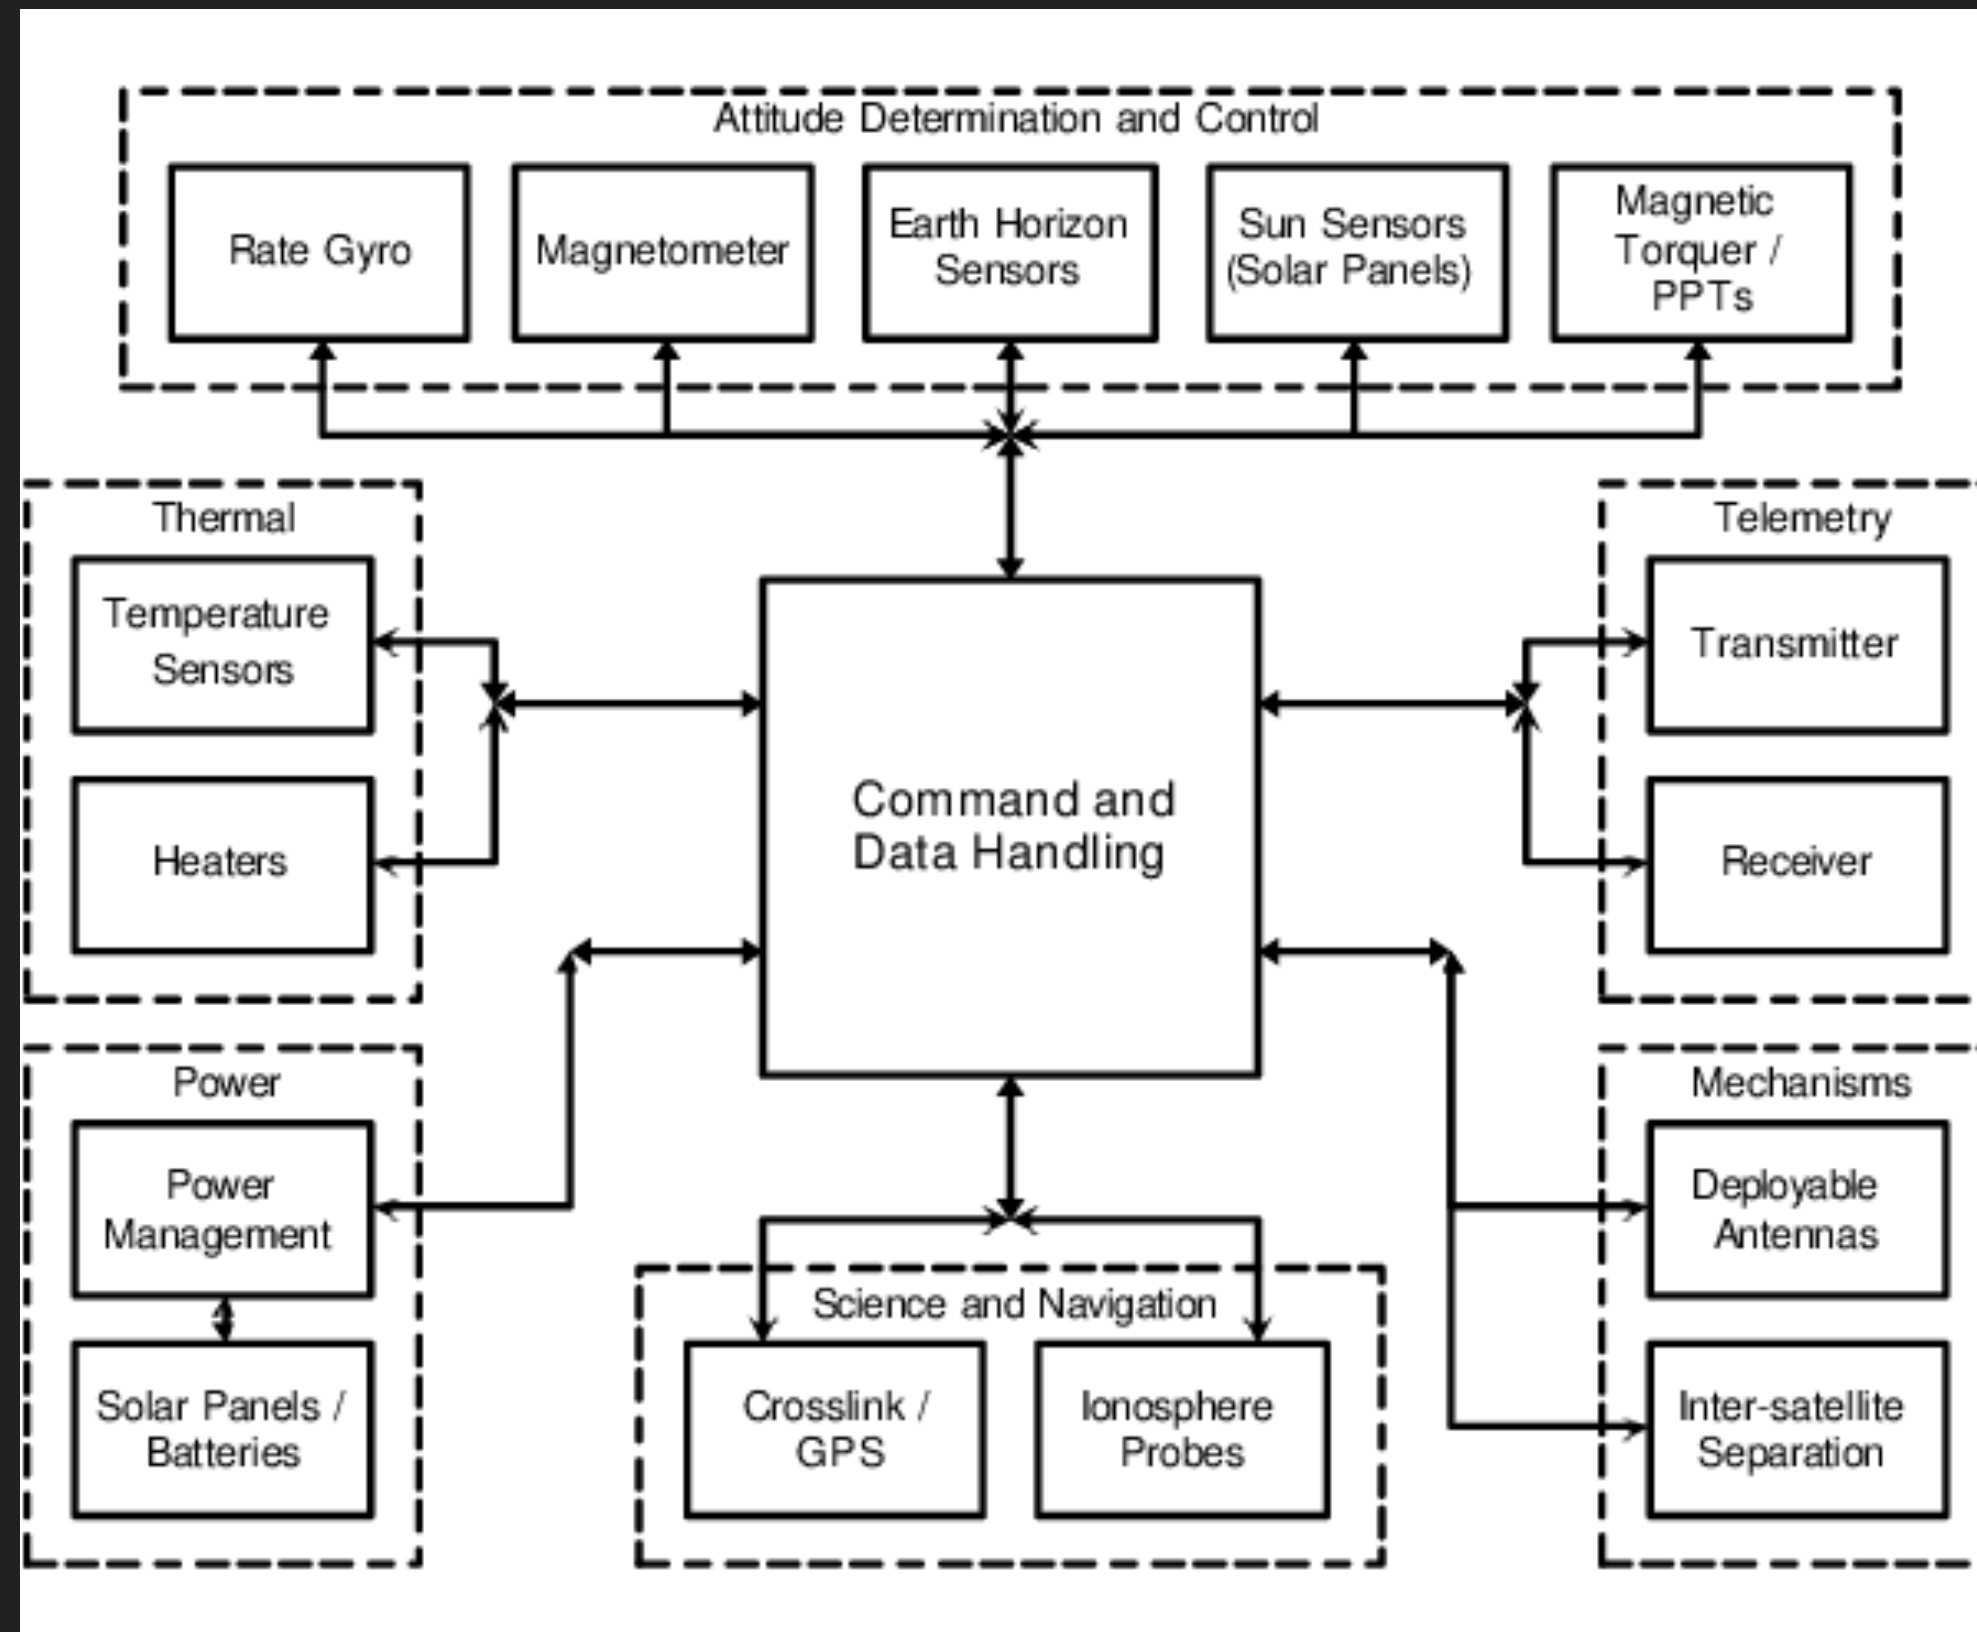 Attitude Determination and Control
Rate Gyro
Magnetometer
Earth Horizon
Sensors
Sun Sensors
(Solar Panels)
Magnetic
Torquer /
PPTs
Thermal
Temperature
Sensors
Heaters
Telemetry
Transmitter
Receiver
Command and
Data Handling
Power
Power
Management
Solar Panels /
Batteries
Science and Navigation
Crosslink /
GPS
Ionosphere
Probes
Mechanisms
Deployable
Antennas
Inter-satellite
Separation